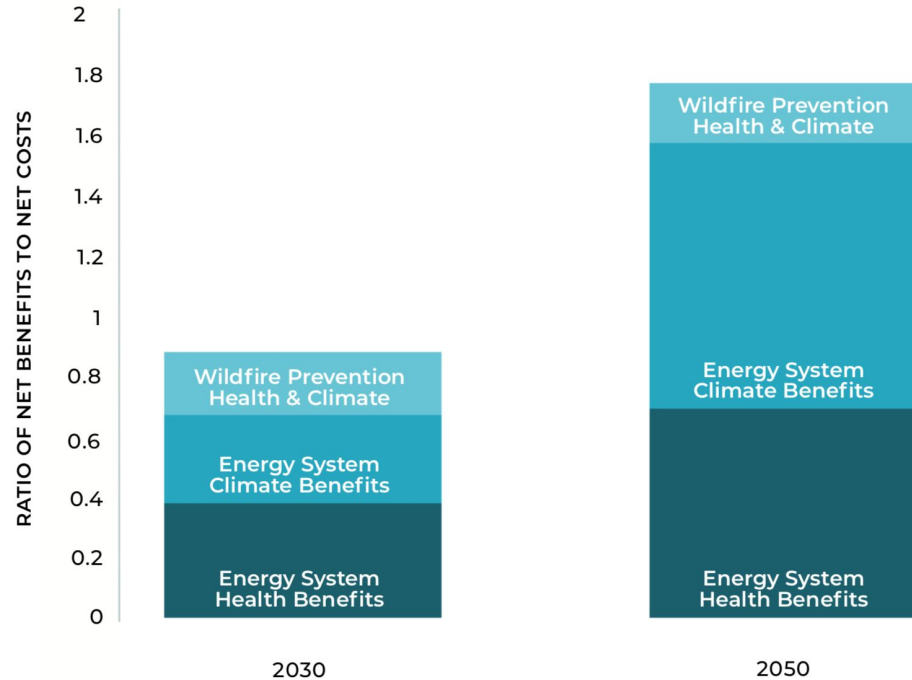 RATIO OF NET BENEFITS TO NET COSTS
2
1.8
1.6
1.4
1.2
1
0.8
0.6
0.4
0.2
0
Wildfire Prevention
Health & Climate
Energy System
Climate Benefits
Energy System
Health Benefits
2030
Wildfire Prevention
Health & Climate
Energy System
Climate Benefits
Energy System
Health Benefits
2050